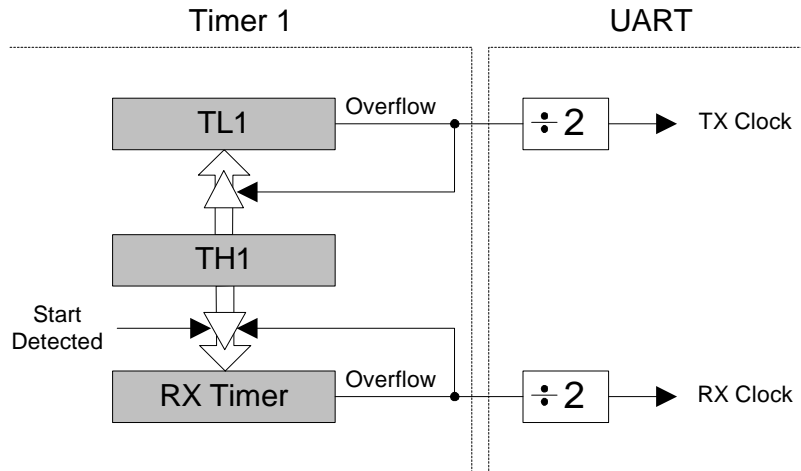 Timer 1
UART
TL1
Overflow
÷2
TX Clock
TH1
Start
Detected
RX Timer
Overflow
÷2
RX Clock